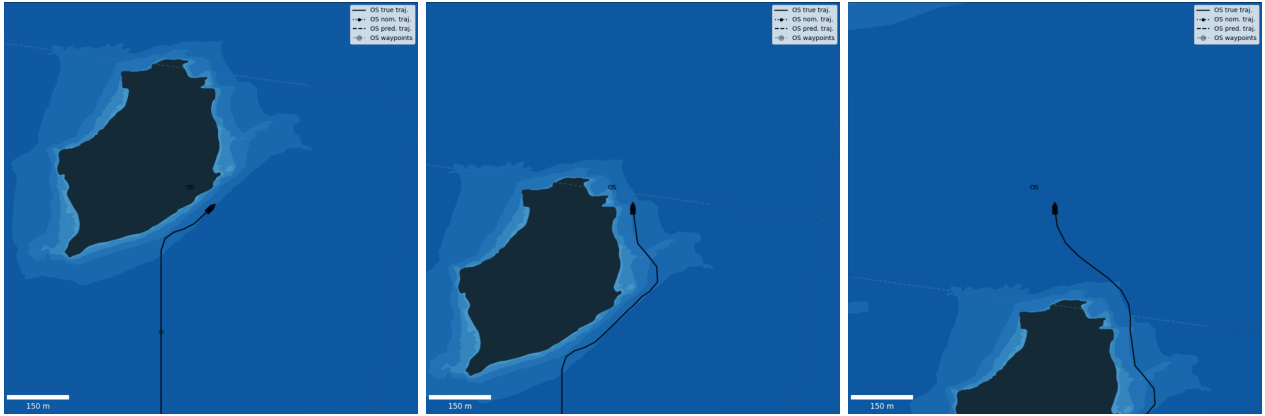 OS true traj.
OS nom. traj.
OS pred. traj.
OS waypoints
OS
150 m
OS true traj.
OS nom. traj.
OS pred. traj.
OS waypoints
OS
150 m
OS true traj.
OS nom. traj.
OS pred. traj.
OS waypoints
OS
150 m